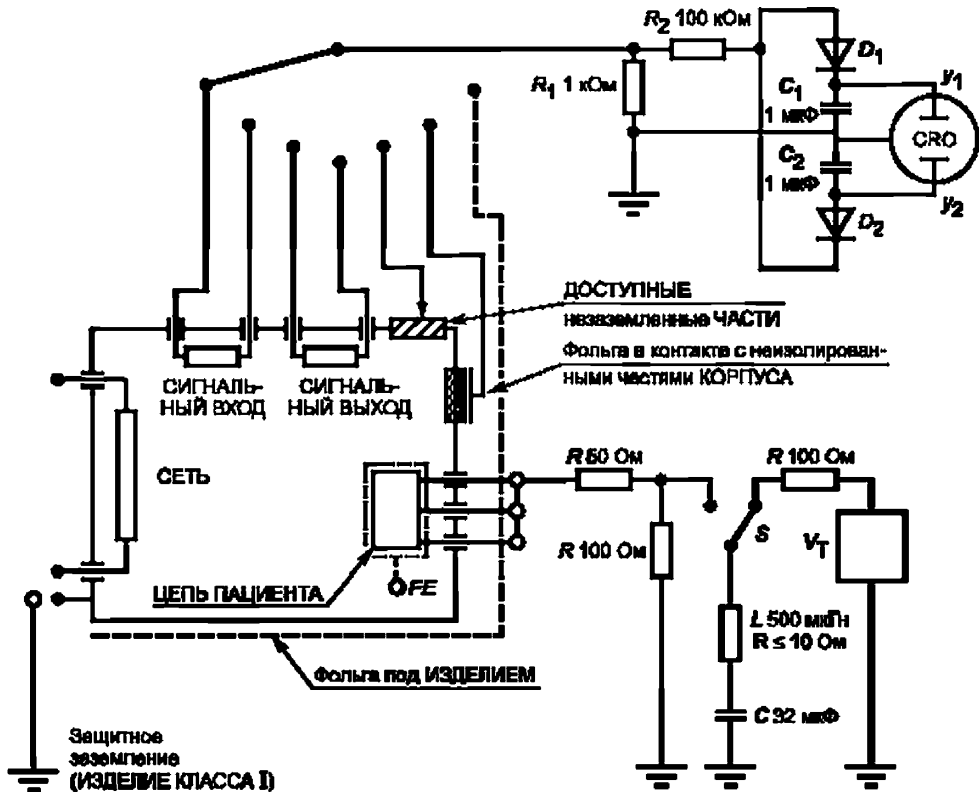 R2 100 кОм
D1
R1 1 кОм
C1
1 мкФ
y1
CRO
C2
1 мкФ
y2
D2
ДОСТУПНЫЕ
незаземленные ЧАСТИ
Фольга в контакте с неизолирован-
ными частями КОРПУСА
СИГНАЛЬ-
НЫЙ ВХОД
СИГНАЛЬ-
НЫЙ ВЫХОД
СЕТЬ
R 50 Ом
R 100 Ом
S
VT
R 100 Ом
ЦЕПЬ ПАЦИЕНТА
FE
L 500 мкГн
R ≤ 10 Ом
Фольга под ИЗДЕЛИЕМ
C 32 мкФ
Защитное
заземление
(ИЗДЕЛИЕ КЛАССА I)